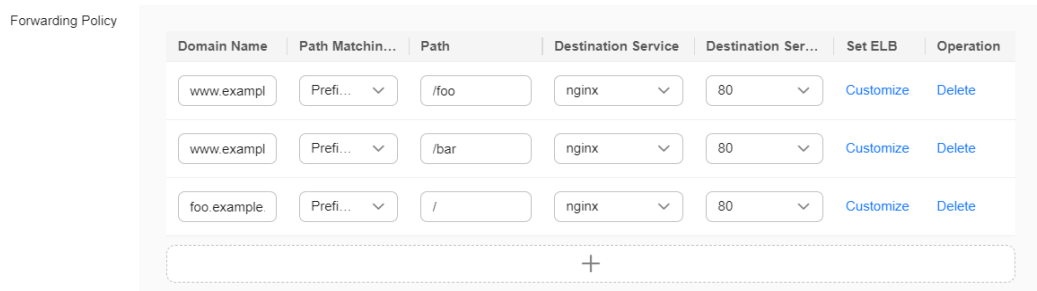 Forwarding Policy
Domain Name Path Matchin... Path Destination Service Destination Ser... Set ELB Operation
www.exampl Prefi... /foo nginx 80 Customize Delete
www.exampl Prefi... /bar nginx 80 Customize Delete
foo.example. Prefi... / nginx 80 Customize Delete
+